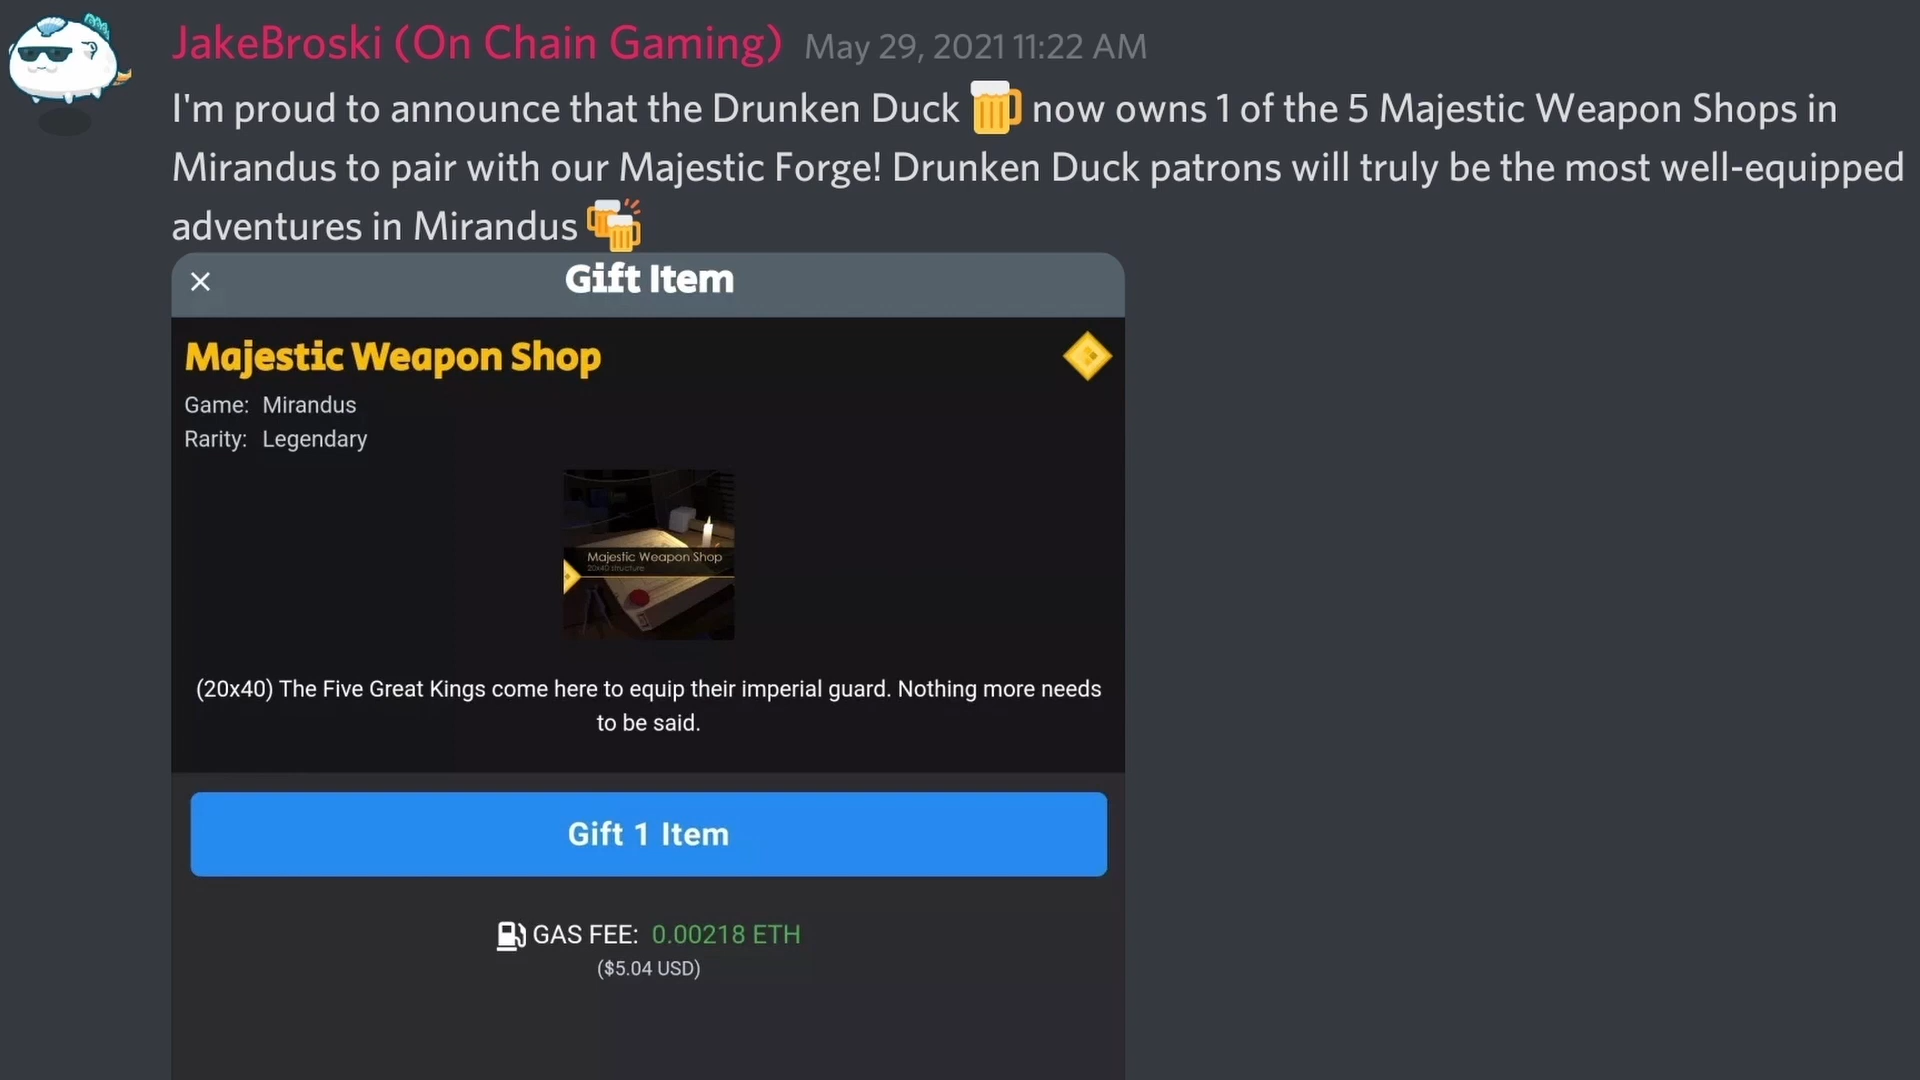 JakeBroski (On Chain Gaming) May 29, 2021 11:22 AM
I'm proud to announce that the Drunken Duck 🍺 now owns 1 of the 5 Majestic Weapon Shops in
Mirandus to pair with our Majestic Forge! Drunken Duck patrons will truly be the most well-equipped
adventures in Mirandus 🍻
Gift Item
Majestic Weapon Shop
Game: Mirandus
Rarity: Legendary
Majestic Weapon Shop
20x40 structure
(20x40) The Five Great Kings come here to equip their imperial guard. Nothing more needs
to be said.
Gift 1 Item
GAS FEE: 0.00218 ETH
($5.04 USD)